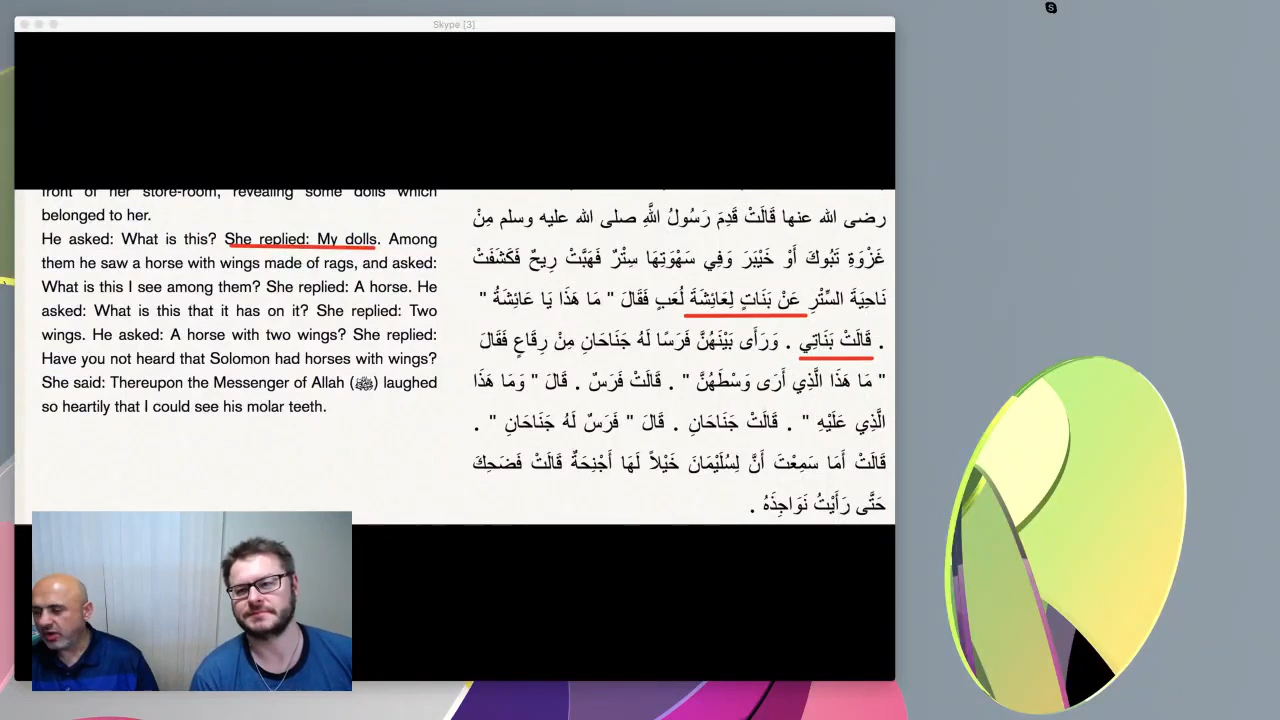 Skype [3]
front of her store-room, revealing some dolls which
belonged to her.
He asked: What is this? She replied: My dolls. Among
them he saw a horse with wings made of rags, and asked:
What is this I see among them? She replied: A horse. He
asked: What is this that it has on it? She replied: Two
wings. He asked: A horse with two wings? She replied:
Have you not heard that Solomon had horses with wings?
She said: Thereupon the Messenger of Allah (ﷺ) laughed
so heartily that I could see his molar teeth.
رضى الله عنها قَالَتْ قَدِمَ رَسُولُ اللَّهِ صلى الله عليه وسلم مِنْ
غَزْوَةِ تَبُوكَ أَوْ خَيْبَرَ وَفِي سَهْوَتِهَا سِتْرٌ فَهَبَّتْ رِيحٌ فَكَشَفَتْ
نَاحِيَةَ السِّتْرِ عَنْ بَنَاتٍ لِعَائِشَةَ لُعَبٍ فَقَالَ " مَا هَذَا يَا عَائِشَةُ "
. قَالَتْ بَنَاتِي . وَرَأَى بَيْنَهُنَّ فَرَسًا لَهُ جَنَاحَانِ مِنْ رِقَاعٍ فَقَالَ
" مَا هَذَا الَّذِي أَرَى وَسْطَهُنَّ " . قَالَتْ فَرَسٌ . قَالَ " وَمَا هَذَا
الَّذِي عَلَيْهِ " . قَالَتْ جَنَاحَانِ . قَالَ " فَرَسٌ لَهُ جَنَاحَانِ " .
قَالَتْ أَمَا سَمِعْتَ أَنَّ لِسُلَيْمَانَ خَيْلاً لَهَا أَجْنِحَةٌ قَالَتْ فَضَحِكَ
حَتَّى رَأَيْتُ نَوَاجِذَهُ .